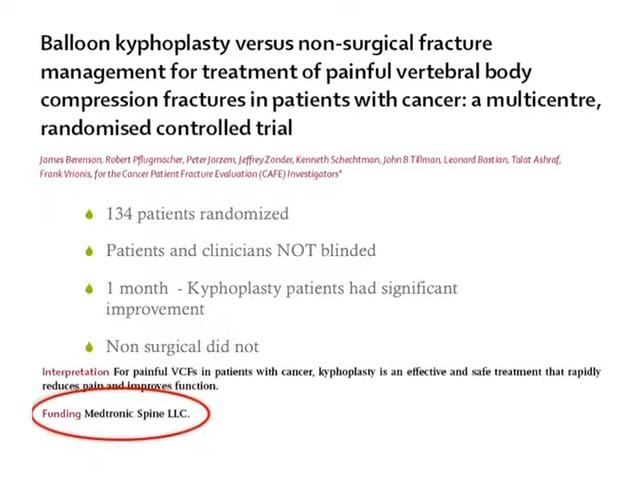 Balloon kyphoplasty versus non-surgical fracture
management for treatment of painful vertebral body
compression fractures in patients with cancer: a multicentre,
randomised controlled trial
James Berenson, Robert Pflugmacher, Peter Jarzem, Jeffrey Zonder, Kenneth Schechtman, John B Tillman, Leonard Bastian, Talat Ashraf,
Frank Vrionis, for the Cancer Patient Fracture Evaluation (CAFE) Investigators*
134 patients randomized
Patients and clinicians NOT blinded
1 month - Kyphoplasty patients had significant
improvement
Non surgical did not
Interpretation For painful VCFs in patients with cancer, kyphoplasty is an effective and safe treatment that rapidly
reduces pain and improves function.
Funding Medtronic Spine LLC.